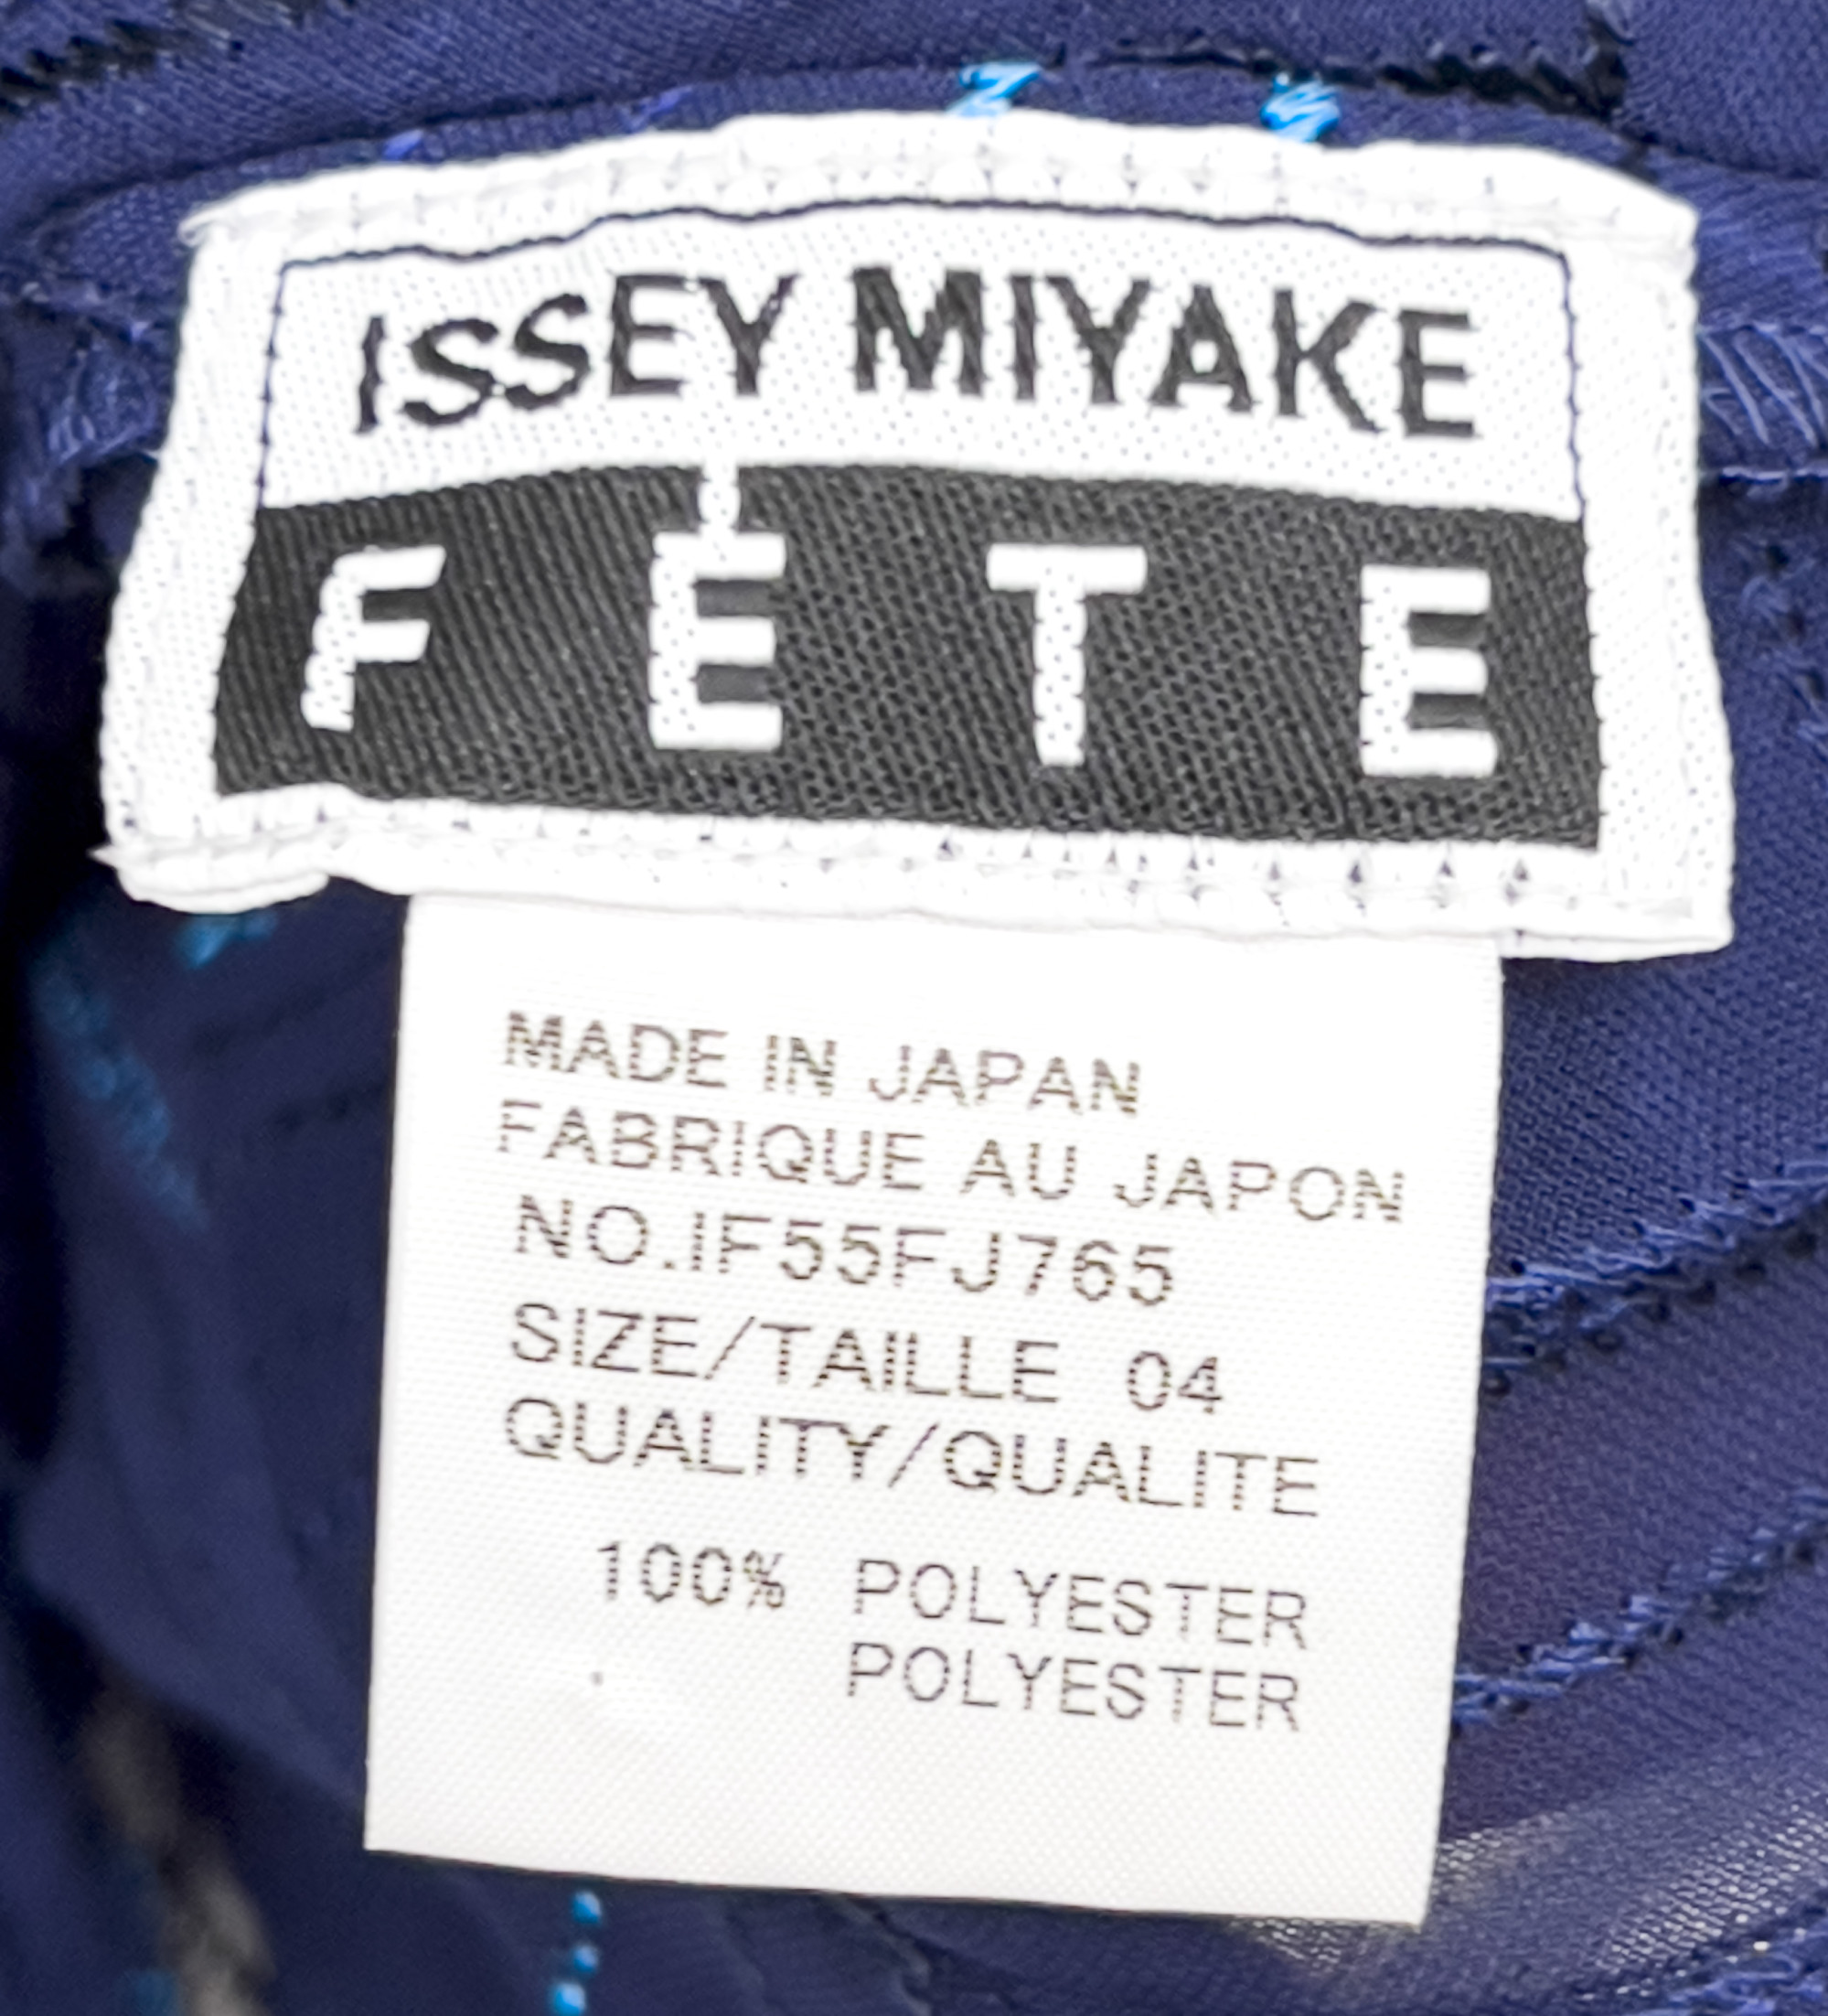 ISSEY MIYAKE
FÊTE
MADE IN JAPAN
FABRIQUE AU JAPON
NO.IF55FJ765
SIZE/TAILLE 04
QUALITY/QUALITE
100% POLYESTER
POLYESTER